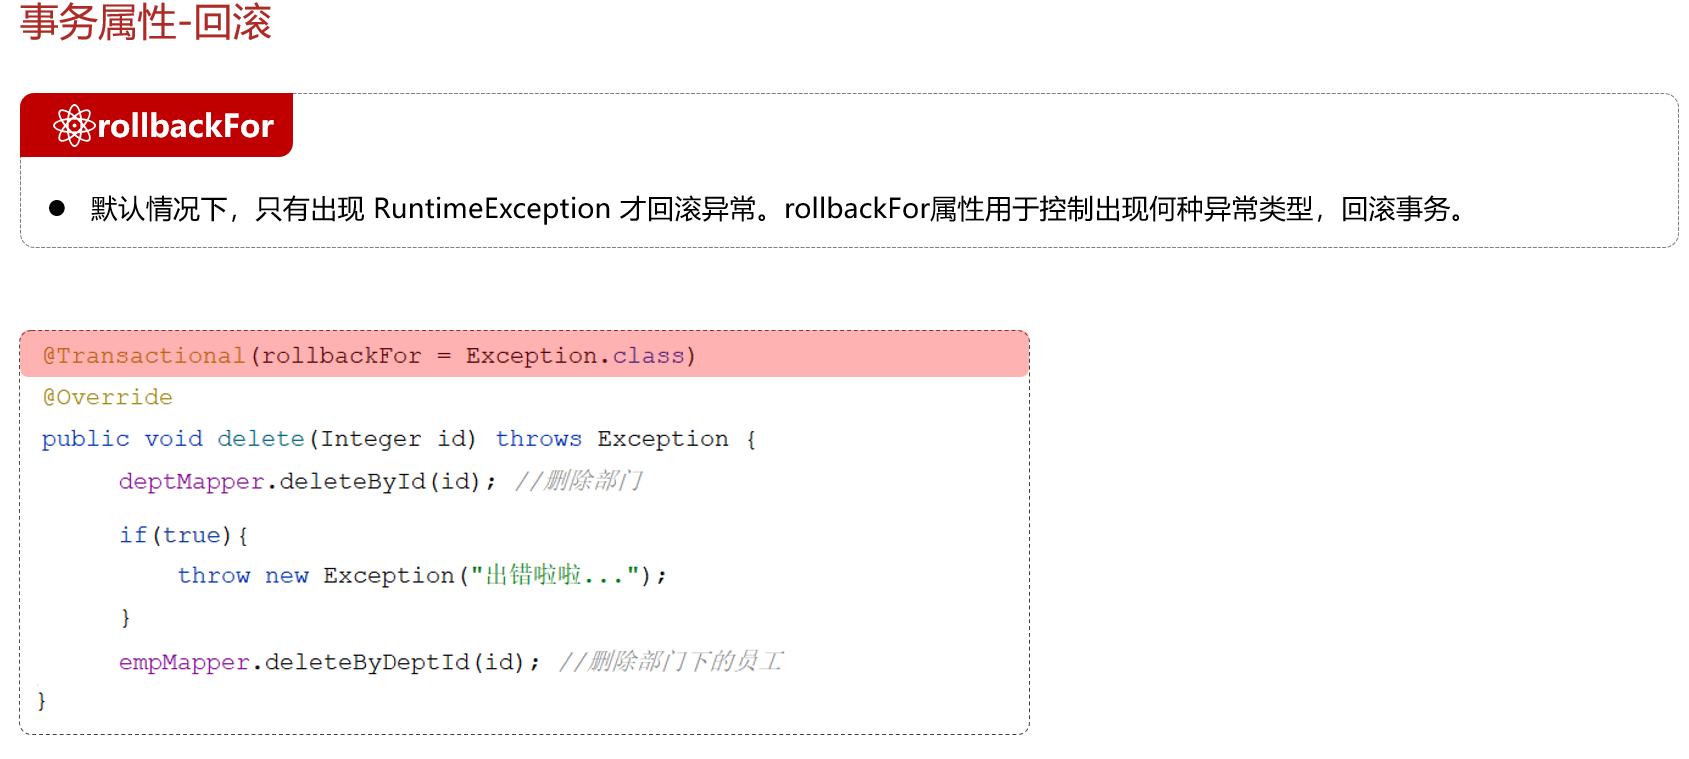 事务属性-回滚
rollbackFor
● 默认情况下，只有出现 RuntimeException 才回滚异常。rollbackFor属性用于控制出现何种异常类型，回滚事务。
@Transactional(rollbackFor = Exception.class)
@Override
public void delete(Integer id) throws Exception {
deptMapper.deleteById(id); //删除部门
if(true){
throw new Exception("出错啦啦...");
}
empMapper.deleteByDeptId(id); //删除部门下的员工
}